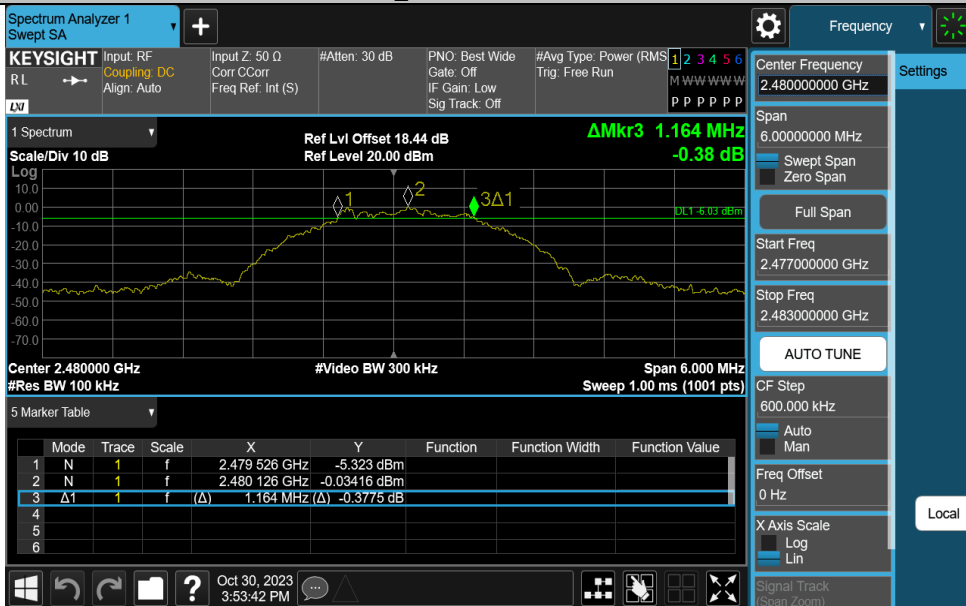 Spectrum Analyzer 1
Swept SA
+
Frequency
KEYSIGHT
RL
LXI
Input: RF
Coupling: DC
Align: Auto
Input Z: 50 Ω
Corr CCorr
Freq Ref: Int (S)
#Atten: 30 dB
PNO: Best Wide
Gate: Off
IF Gain: Low
Sig Track: Off
#Avg Type: Power (RMS
Trig: Free Run
1 2 3 4 5 6
M W W W W W
P P P P P P
1 Spectrum
Scale/Div 10 dB
Ref Lvl Offset 18.44 dB
Ref Level 20.00 dBm
ΔMkr3 1.164 MHz
-0.38 dB
Log
10.0
0.00
-10.0
-20.0
-30.0
-40.0
-50.0
-60.0
-70.0
1
2
3Δ1
DL1 -6.03 dBm
Center 2.480000 GHz
#Video BW 300 kHz
Span 6.000 MHz
#Res BW 100 kHz
Sweep 1.00 ms (1001 pts)
5 Marker Table
Mode Trace Scale X Y Function Function Width Function Value
1 N 1 f 2.479 526 GHz -5.323 dBm
2 N 1 f 2.480 126 GHz -0.03416 dBm
3 Δ1 1 f (Δ) 1.164 MHz (Δ) -0.3775 dB
4
5
6
?
Oct 30, 2023
3:53:42 PM
Center Frequency
2.480000000 GHz
Span
6.00000000 MHz
Swept Span
Zero Span
Full Span
Start Freq
2.477000000 GHz
Stop Freq
2.483000000 GHz
AUTO TUNE
CF Step
600.000 kHz
Auto
Man
Freq Offset
0 Hz
X Axis Scale
Log
Lin
Signal Track
(Span Zoom)
Settings
Local